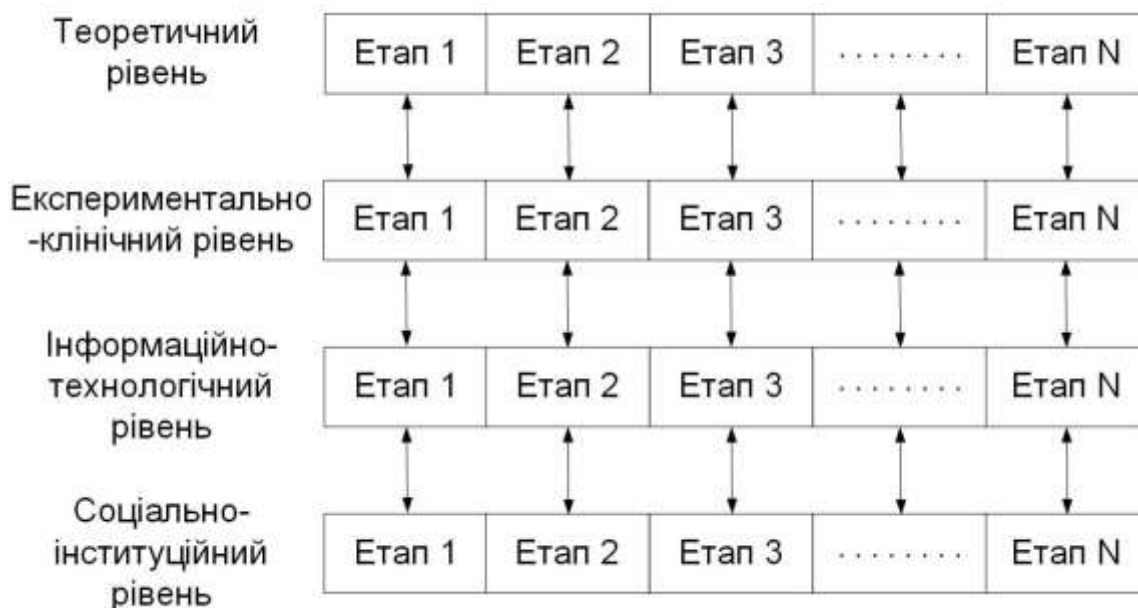 Теоретичний
рівень
Етап 1 Етап 2 Етап 3 ........ Етап N
Експериментально
-клінічний рівень
Етап 1 Етап 2 Етап 3 ........ Етап N
Інформаційно-
технологічний
рівень
Етап 1 Етап 2 Етап 3 ........ Етап N
Соціально-
інституційний
рівень
Етап 1 Етап 2 Етап 3 ........ Етап N